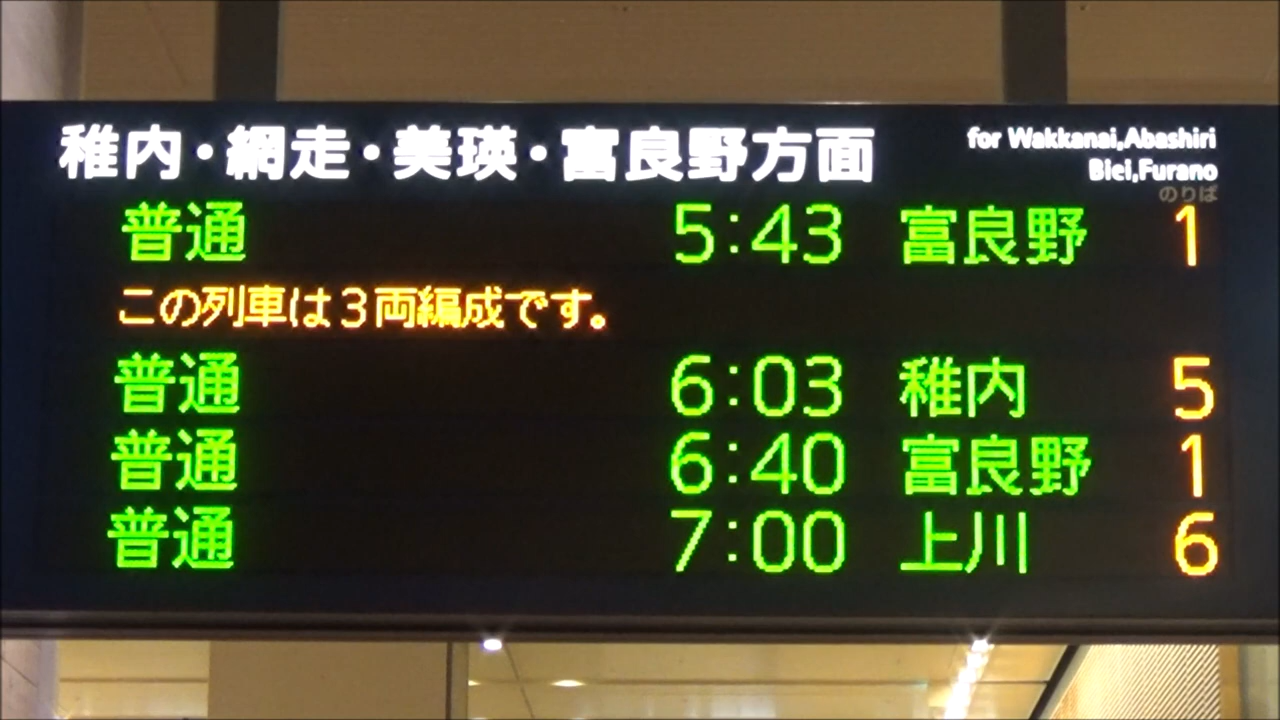 稚内・網走・美瑛・富良野方面
for Wakkanai,Abashiri
Biei,Furano
のりば
普通 5:43 富良野 1
この列車は3両編成です。
普通 6:03 稚内 5
普通 6:40 富良野 1
普通 7:00 上川 6